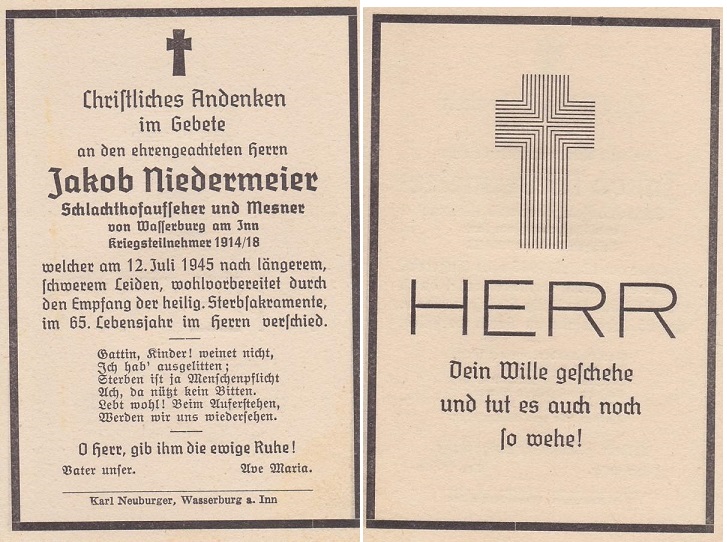 Christliches Andenken
im Gebete
an den ehrengeachteten Herrn
Jakob Niedermeier
Schlachthofaufseher und Mesner
von Wasserburg am Inn
Kriegsteilnehmer 1914/18
welcher am 12. Juli 1945 nach längerem,
schwerem Leiden, wohlvorbereitet durch
den Empfang der heilig. Sterbsakramente,
im 65. Lebensjahr im Herrn verschied.
Gattin, Kinder! weinet nicht,
Ich hab' ausgelitten;
Sterben ist ja Menschenpflicht
Ach, da nützt kein Bitten.
Lebt wohl! Beim Auferstehen,
Werden wir uns wiedersehen.
O Herr, gib ihm die ewige Ruhe!
Vater unser. Ave Maria.
Karl Neuburger, Wasserburg a. Inn
HERR
Dein Wille geschehe
und tut es auch noch
so wehe!